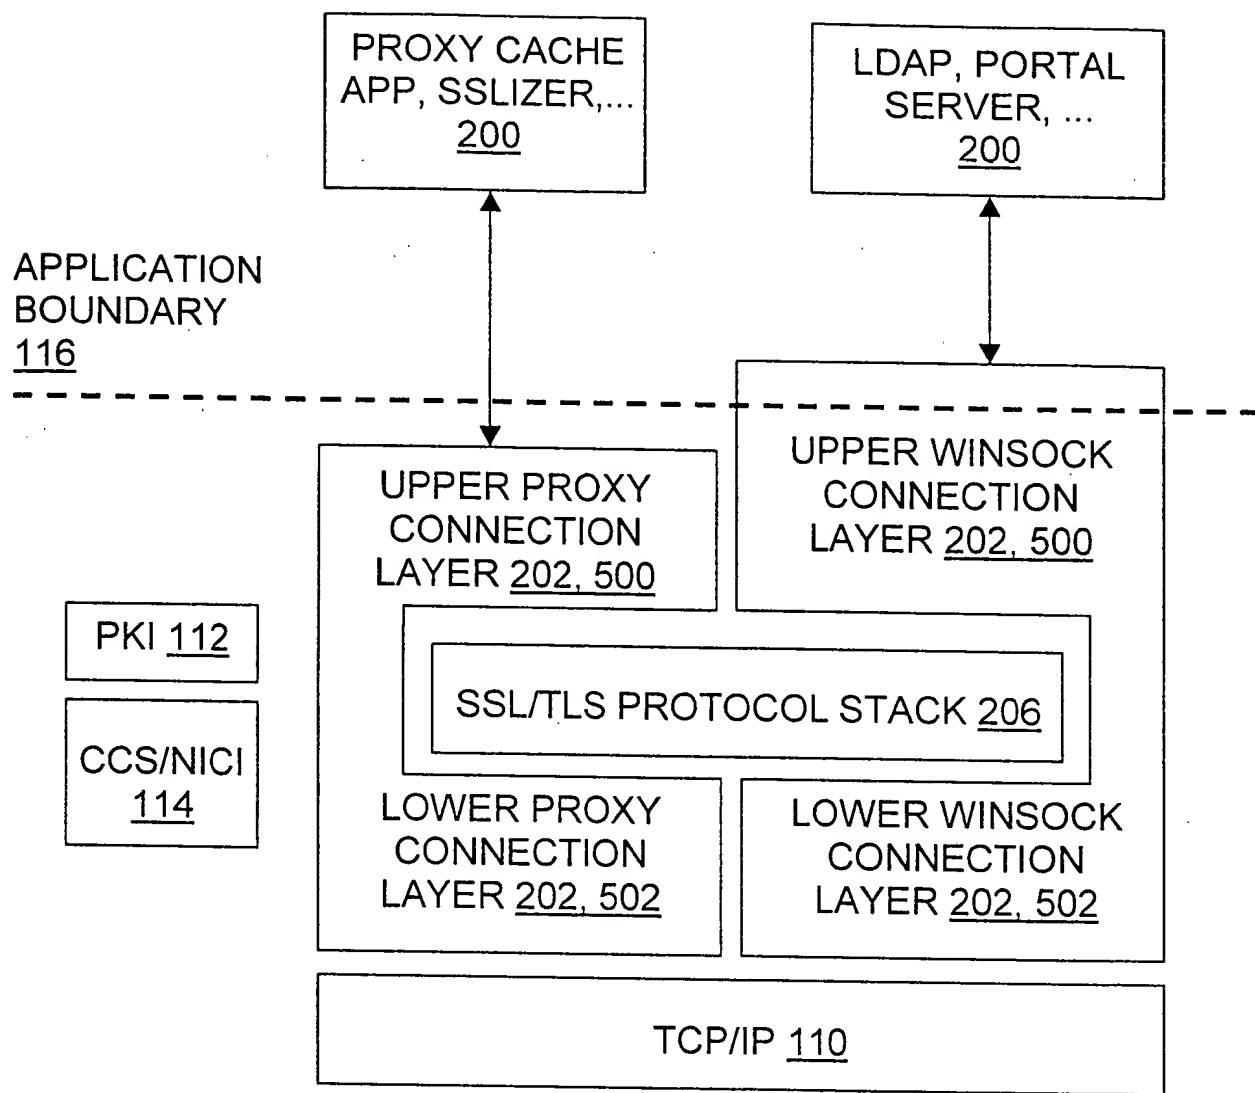 PROXY CACHE
APP, SSLIZER,...
200
LDAP, PORTAL
SERVER, ...
200
APPLICATION
BOUNDARY
116
UPPER PROXY
CONNECTION
LAYER 202, 500
UPPER WINSOCK
CONNECTION
LAYER 202, 500
PKI 112
SSL/TLS PROTOCOL STACK 206
CCS/NICI
114
LOWER PROXY
CONNECTION
LAYER 202, 502
LOWER WINSOCK
CONNECTION
LAYER 202, 502
TCP/IP 110